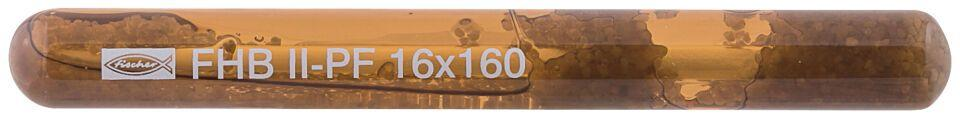 fischer FHB II-PF 16x160